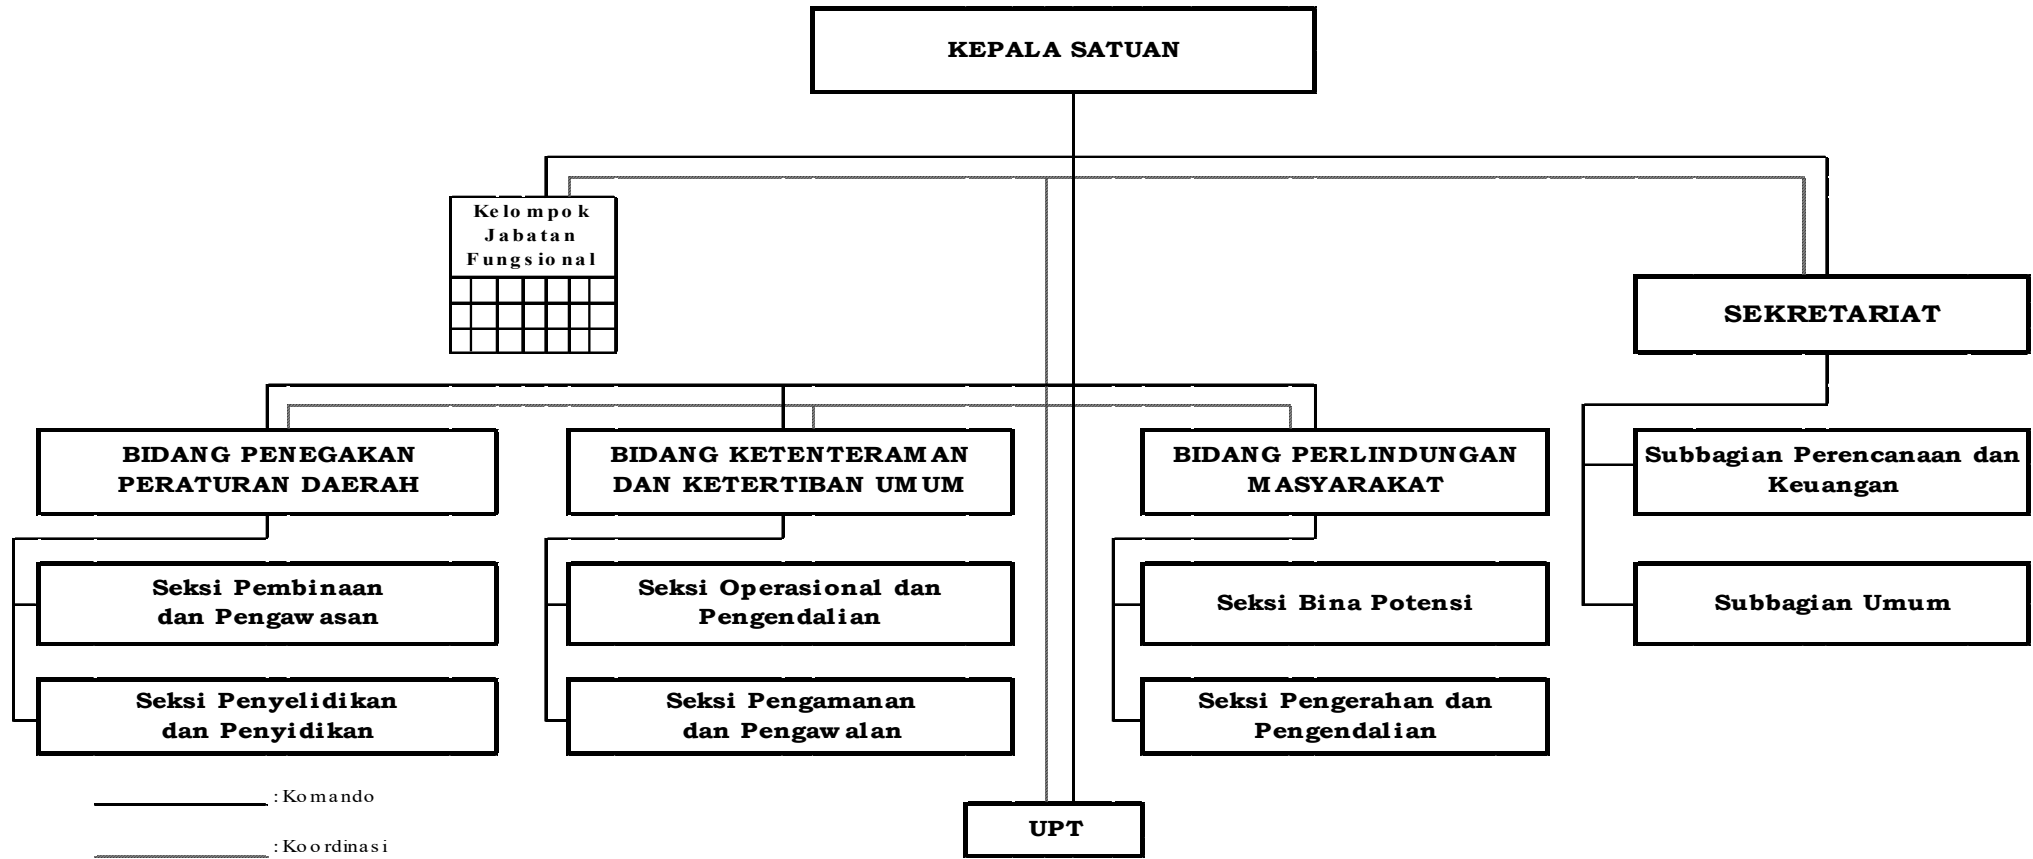 KEPALA SATUAN
Kelompok
Jabatan
Fungsional
SEKRETARIAT
BIDANG PENEGAKAN
PERATURAN DAERAH
BIDANG KETENTERAMAN
DAN KETERTIBAN UMUM
BIDANG PERLINDUNGAN
MASYARAKAT
Subbagian Perencanaan dan
Keuangan
Seksi Pembinaan
dan Pengawasan
Seksi Operasional dan
Pengendalian
Seksi Bina Potensi
Subbagian Umum
Seksi Penyelidikan
dan Penyidikan
Seksi Pengamanan
dan Pengawalan
Seksi Pengerahan dan
Pengendalian
: Komando
UPT
: Koordinasi